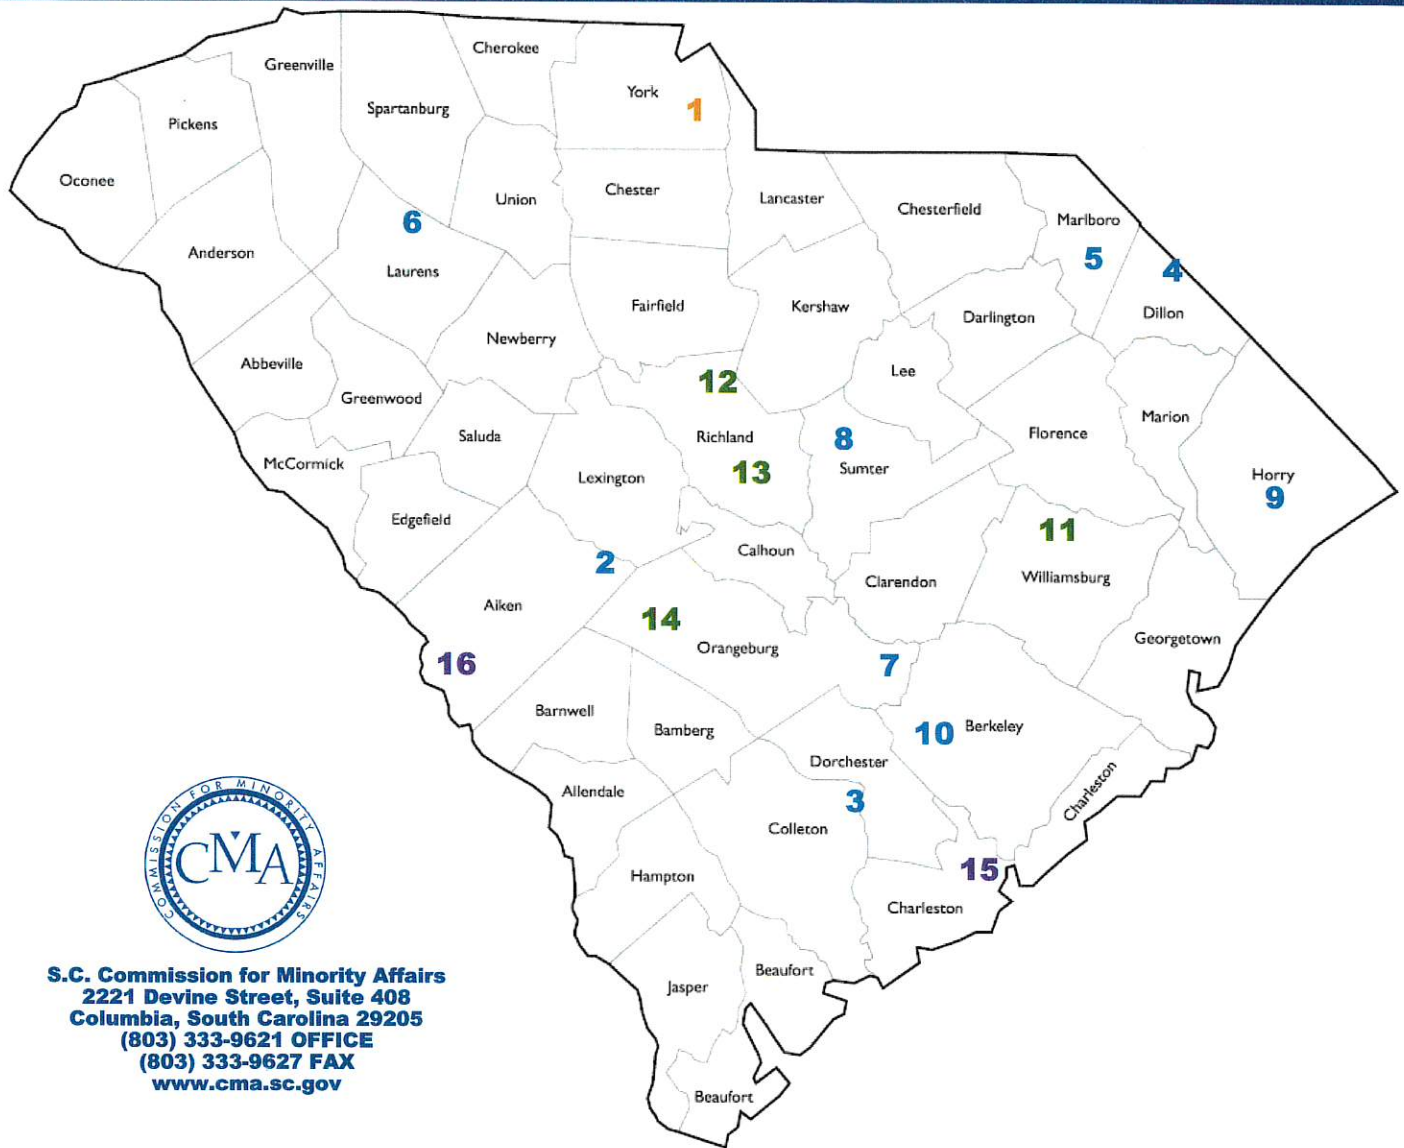 Cherokee
Greenville
York
1
Spartanburg
Pickens
Oconee
Chester
Union
Lancaster
Chesterfield
Marlboro
6
5
4
Anderson
Laurens
Fairfield
Kershaw
Darlington
Dillon
Newberry
Abbeville
Lee
12
Greenwood
Marion
Saluda
Richland
8
Florence
McCormick
Lexington
13
Sumter
Horry
9
Edgefield
11
Calhoun
2
Clarendon
Williamsburg
Aiken
14
Orangeburg
Georgetown
16
7
Barnwell
Bamberg
10
Berkeley
Dorchester
Allendale
3
Colleton
Charleston
15
Hampton
Charleston
Beaufort
Jasper
Beaufort
COMMISSION FOR MINORITY AFFAIRS
CMA
S.C. Commission for Minority Affairs
2221 Devine Street, Suite 408
Columbia, South Carolina 29205
(803) 333-9621 OFFICE
(803) 333-9627 FAX
www.cma.sc.gov